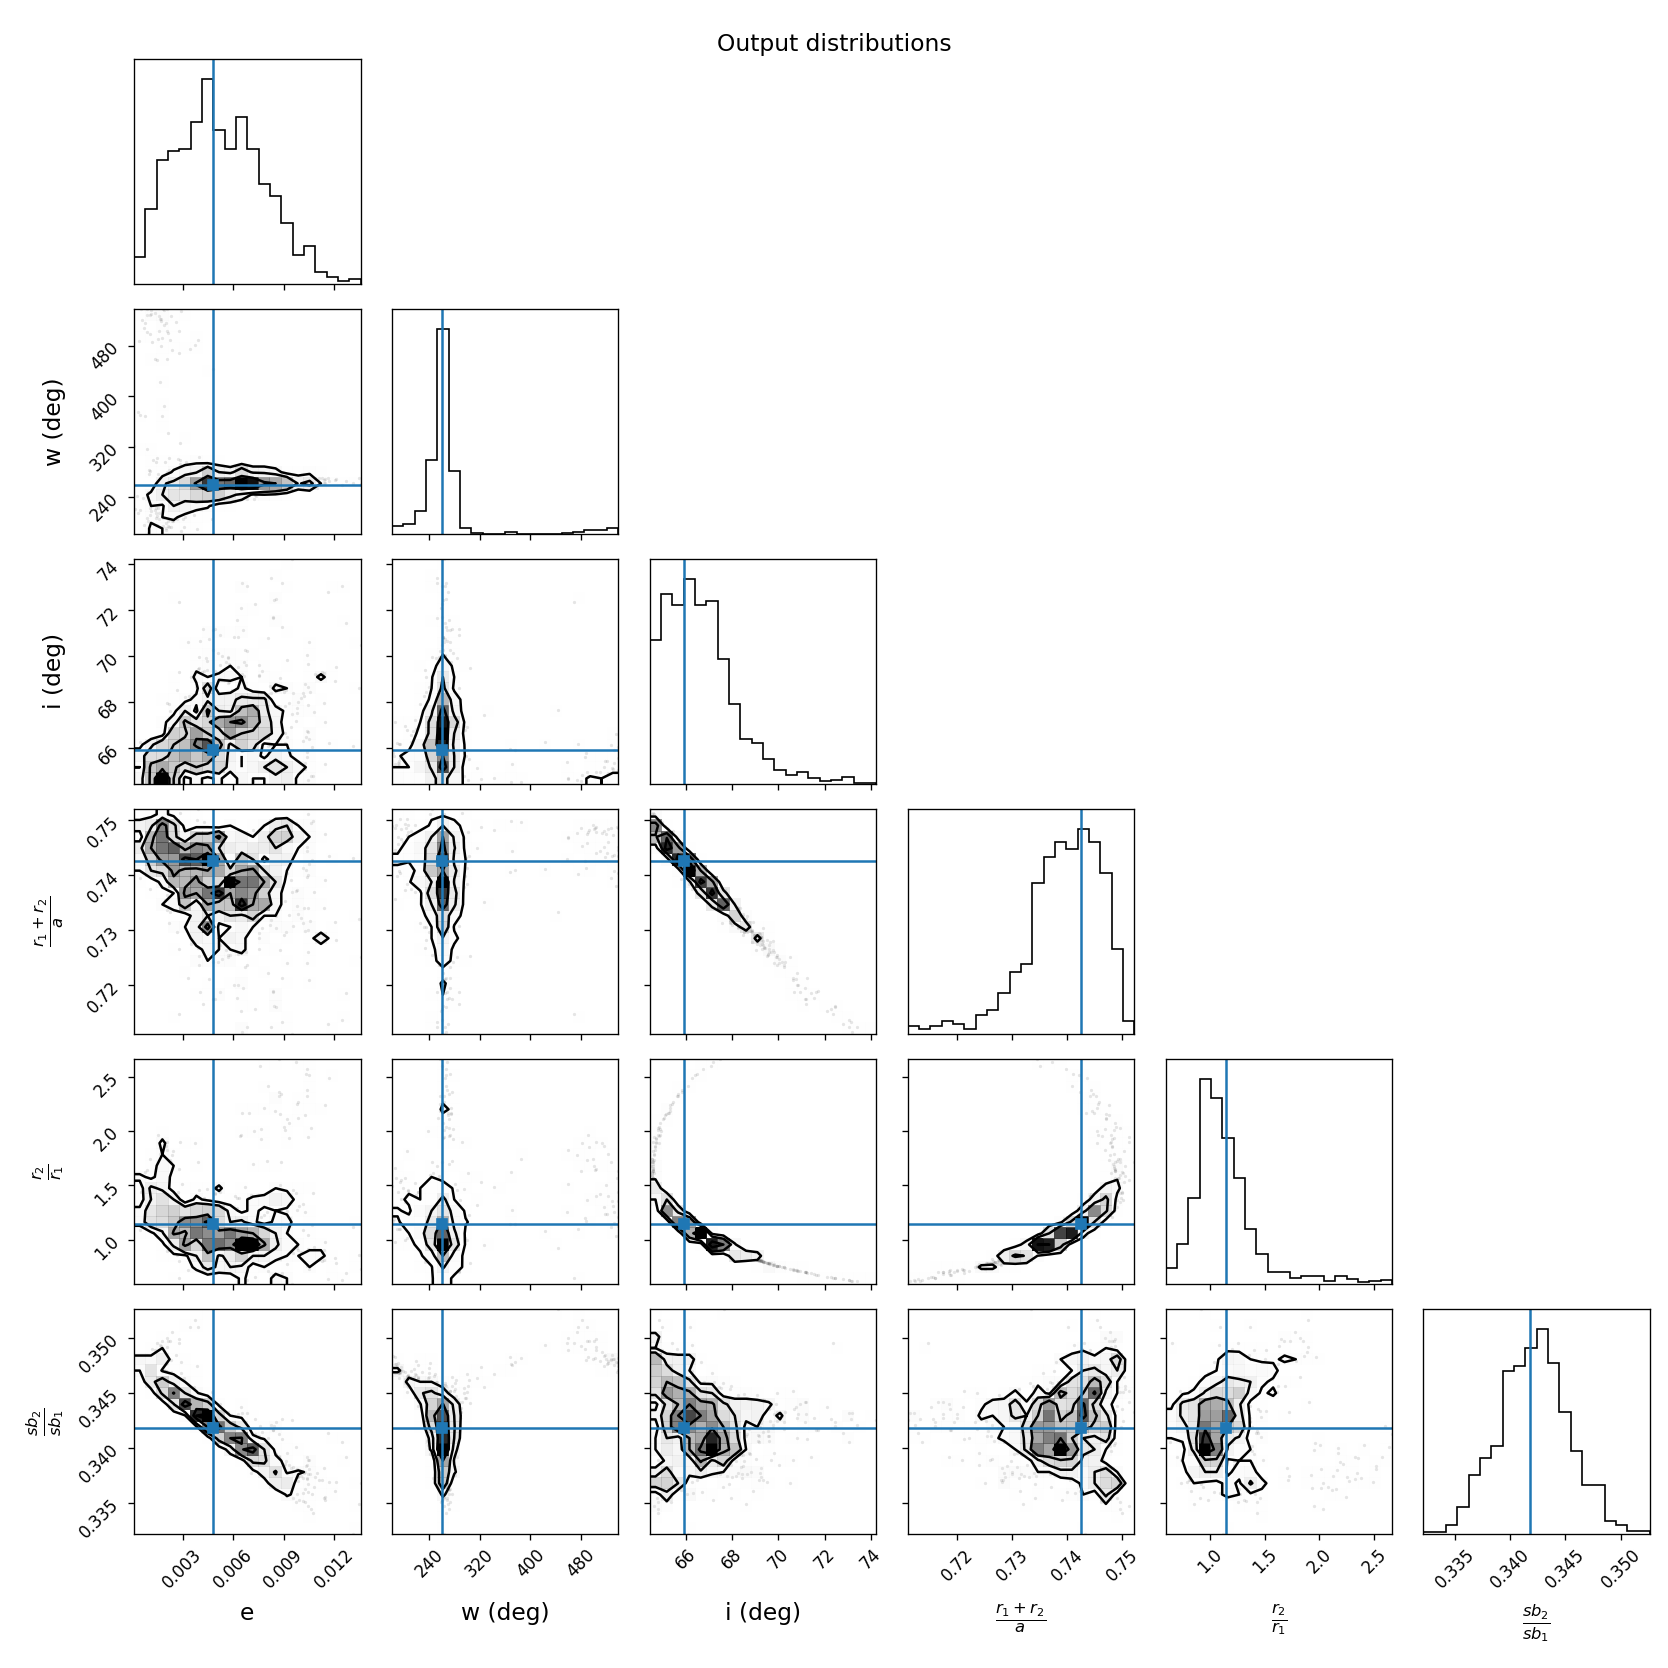 Output distributions
w (deg)
480
400
320
240
i (deg)
74
72
70
68
66
r₁ + r₂
a
0.75
0.74
0.73
0.72
r₂
r₁
2.5
2.0
1.5
1.0
sb₂
sb₁
0.350
0.345
0.340
0.335
0.003 0.006 0.009 0.012 240 320 400 480 66 68 70 72 74 0.72 0.73 0.74 0.75 1.0 1.5 2.0 2.5 0.335 0.340 0.345 0.350
e w (deg) i (deg) r₁ + r₂ r₂ sb₂
a r₁ sb₁